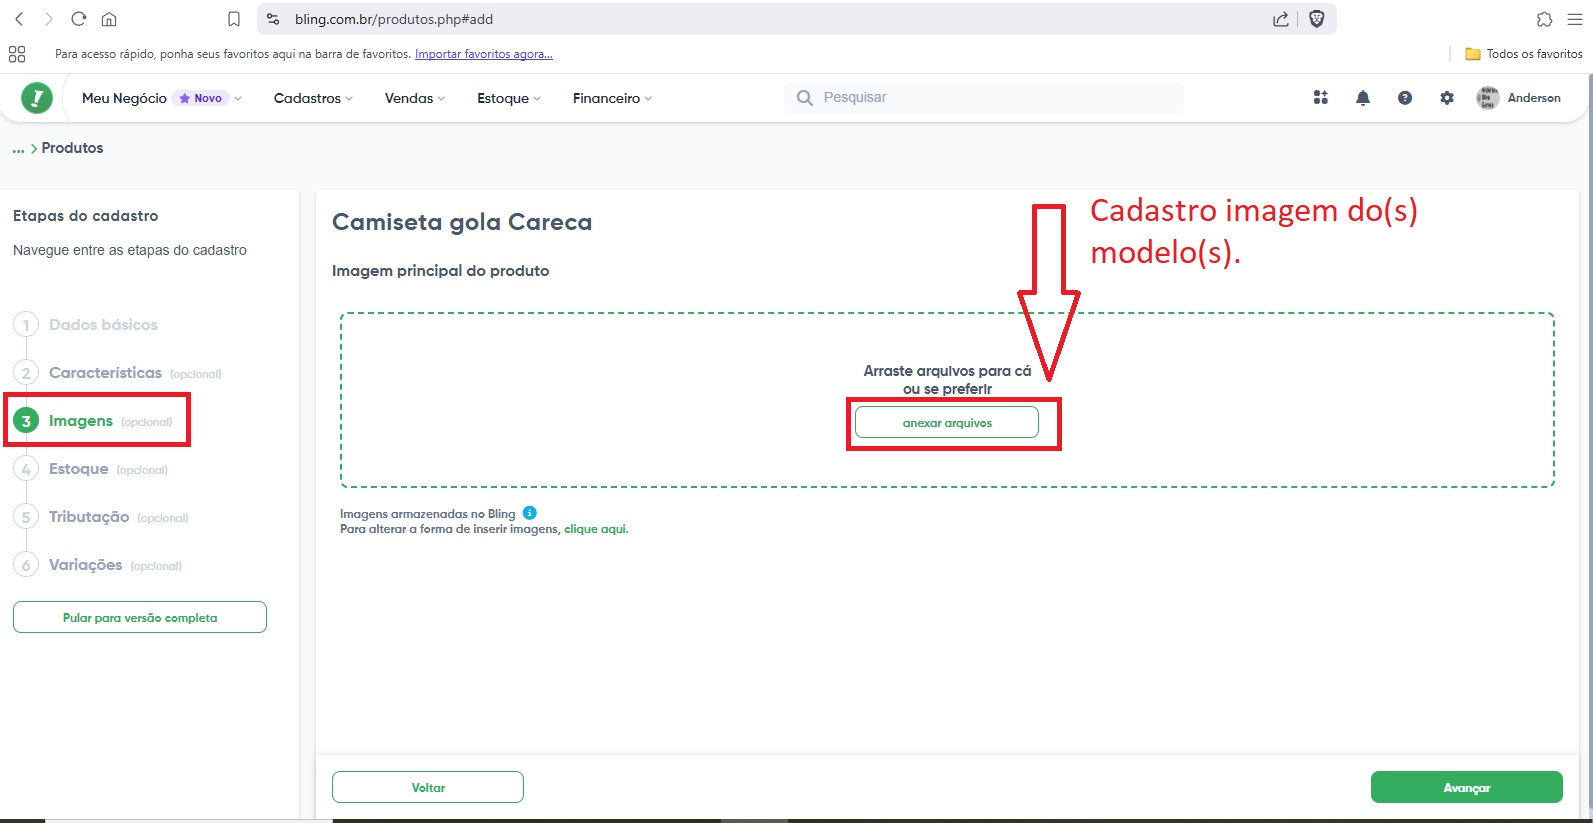 bling.com.br/produtos.php#add
Para acesso rápido, ponha seus favoritos aqui na barra de favoritos. Importar favoritos agora...
Todos os favoritos
Meu Negócio Novo Cadastros Vendas Estoque Financeiro Pesquisar Anderson
... > Produtos
Etapas do cadastro
Navegue entre as etapas do cadastro
1 Dados básicos
2 Características (opcional)
3 Imagens (opcional)
4 Estoque (opcional)
5 Tributação (opcional)
6 Variações (opcional)
Pular para versão completa
Camiseta gola Careca
Imagem principal do produto
Cadastro imagem do(s)
modelo(s).
Arraste arquivos para cá
ou se preferir
anexar arquivos
Imagens armazenadas no Bling
Para alterar a forma de inserir imagens, clique aqui.
Voltar
Avançar